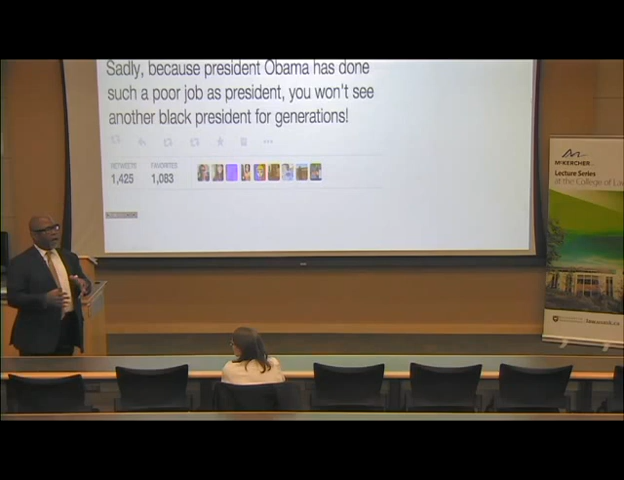 Sadly, because president Obama has done
such a poor job as president, you won't see
another black president for generations!
RETWEETS FAVORITES
1,425 1,083
McKERCHER
Lecture Series
at the College of Law